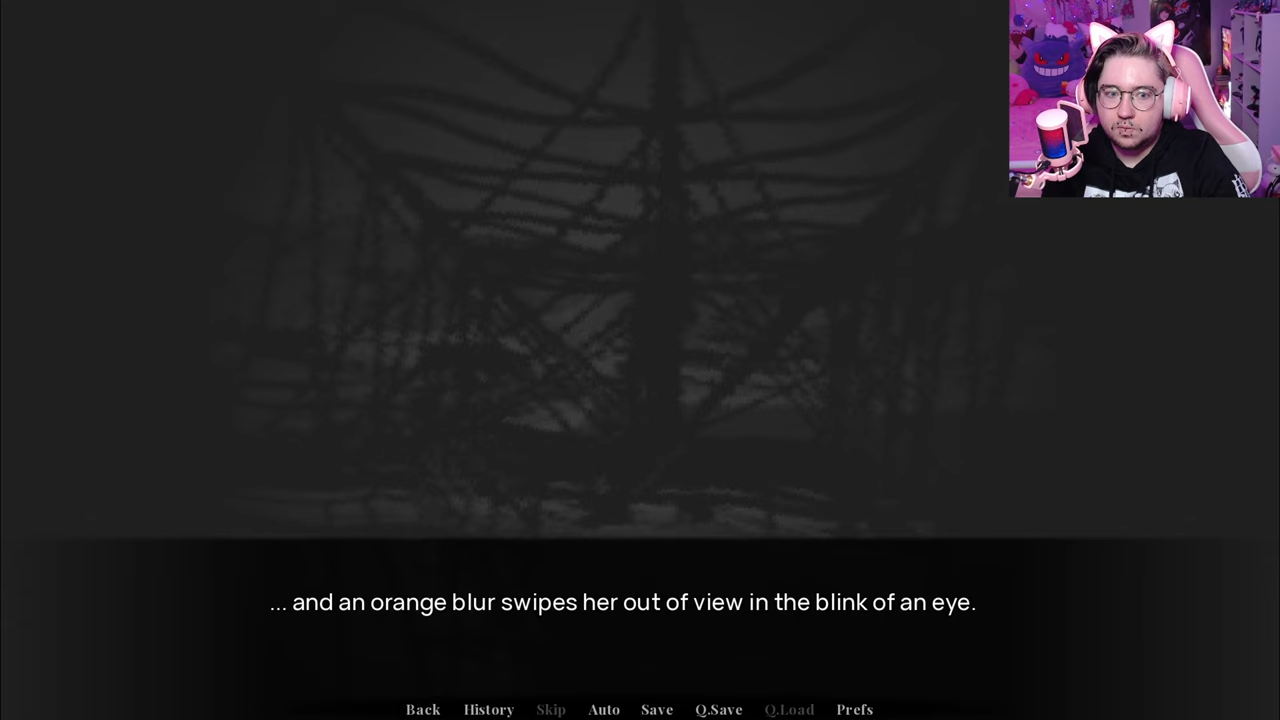 ... and an orange blur swipes her out of view in the blink of an eye.
Back History Skip Auto Save Q.Save Q.Load Prefs